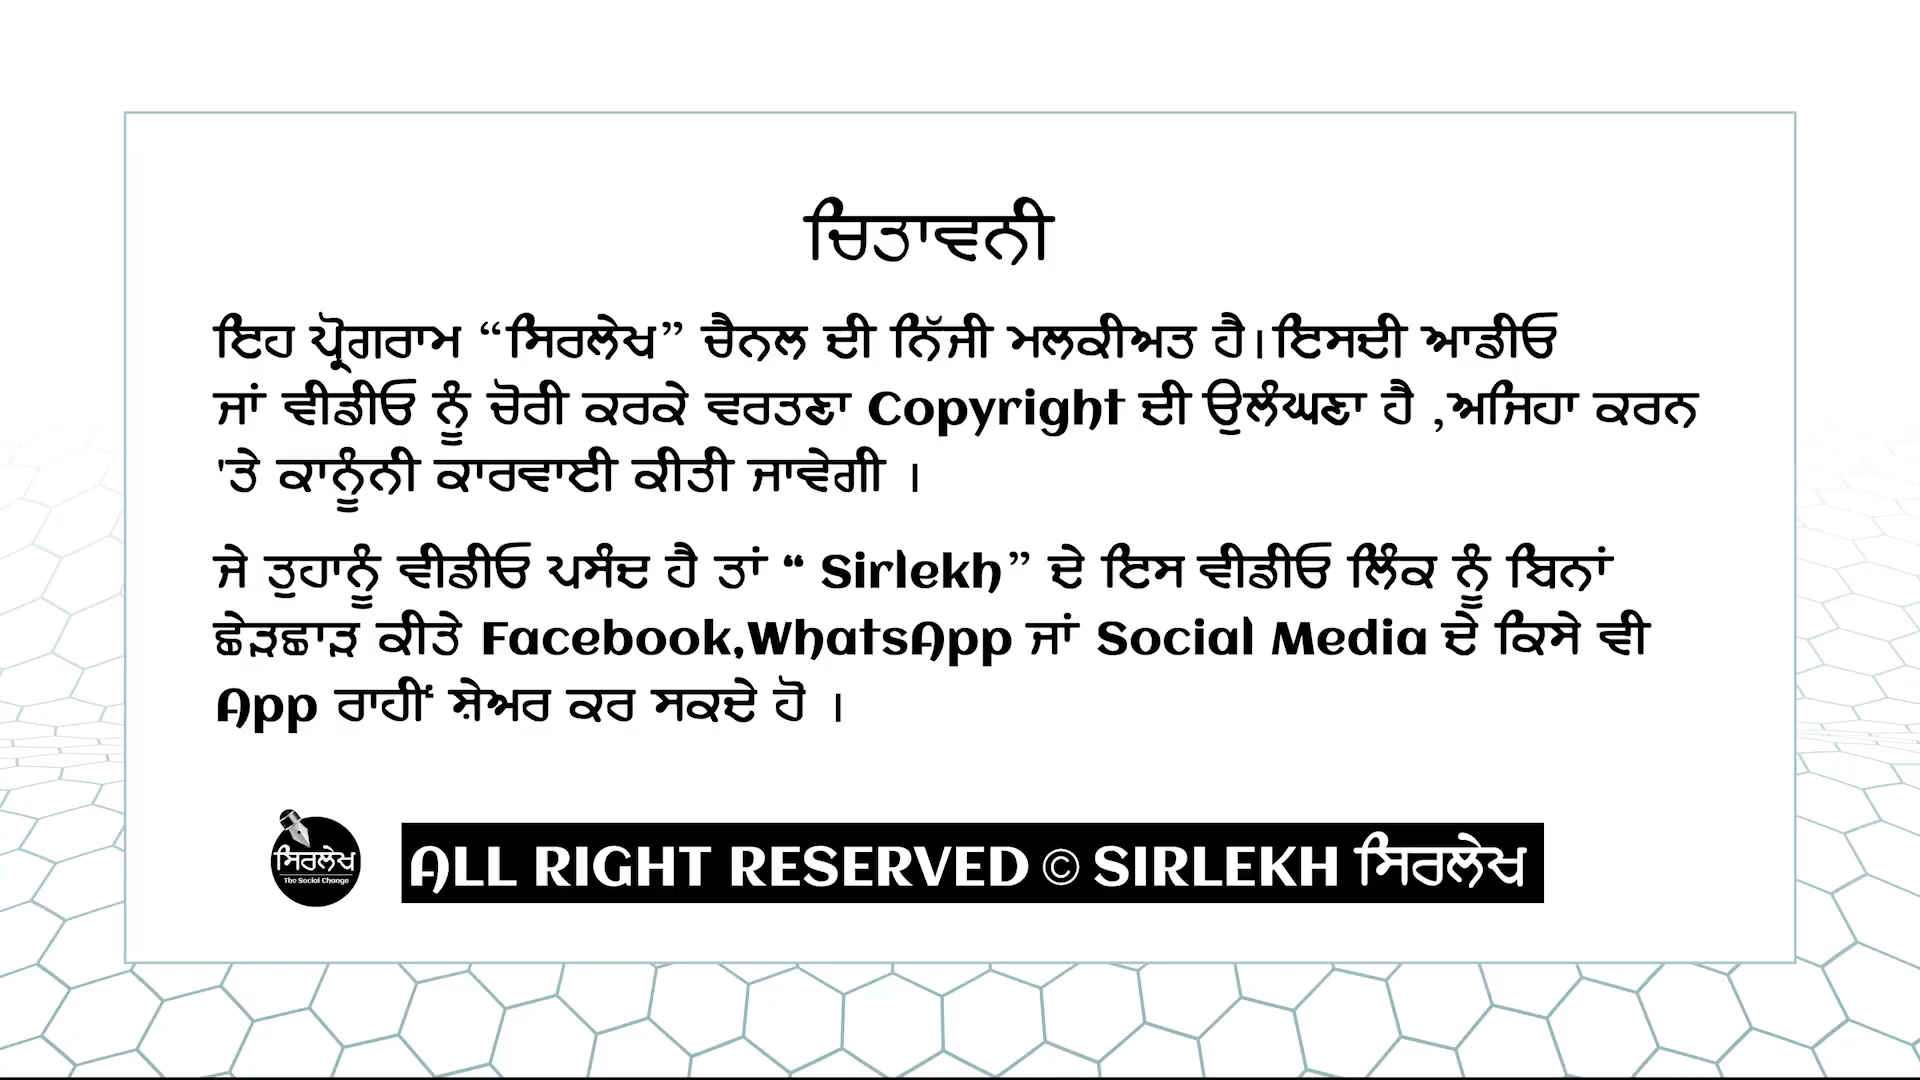 ਚਿਤਾਵਨੀ
ਇਹ ਪ੍ਰੋਗਰਾਮ “ਸਿਰਲੇਖ” ਚੈਨਲ ਦੀ ਨਿੱਜੀ ਮਲਕੀਅਤ ਹੈ।ਇਸਦੀ ਆਡੀਓ
ਜਾਂ ਵੀਡੀਓ ਨੂੰ ਚੋਰੀ ਕਰਕੇ ਵਰਤਣਾ Copyright ਦੀ ਉਲੰਘਣਾ ਹੈ ,ਅਜਿਹਾ ਕਰਨ
'ਤੇ ਕਾਨੂੰਨੀ ਕਾਰਵਾਈ ਕੀਤੀ ਜਾਵੇਗੀ ।
ਜੇ ਤੁਹਾਨੂੰ ਵੀਡੀਓ ਪਸੰਦ ਹੈ ਤਾਂ “ Sirlekh” ਦੇ ਇਸ ਵੀਡੀਓ ਲਿੰਕ ਨੂੰ ਬਿਨਾਂ
ਛੇੜਛਾੜ ਕੀਤੇ Facebook,WhatsApp ਜਾਂ Social Media ਦੇ ਕਿਸੇ ਵੀ
App ਰਾਹੀਂ ਸ਼ੇਅਰ ਕਰ ਸਕਦੇ ਹੋ ।
ਸਿਰਲੇਖ
The Social Change
ALL RIGHT RESERVED © SIRLEKH ਸਿਰਲੇਖ